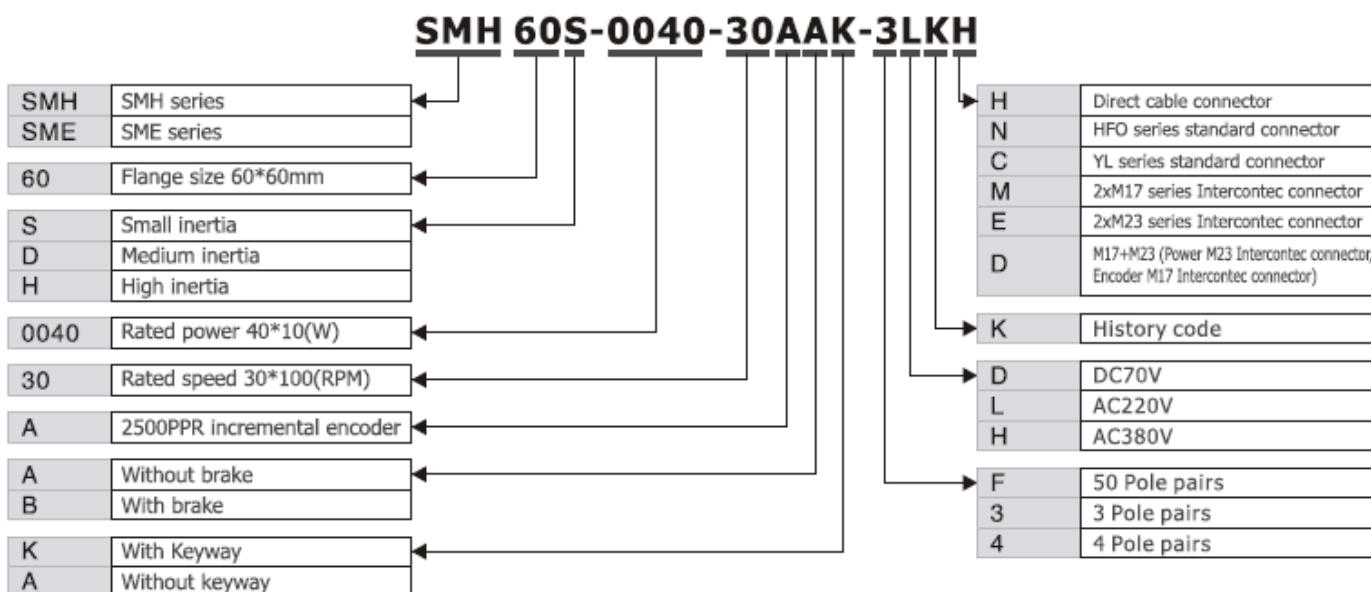 SMH 60S-0040-30AAK-3LKH
SMH SMH series
SME SME series
60 Flange size 60*60mm
S Small inertia
D Medium inertia
H High inertia
0040 Rated power 40*10(W)
30 Rated speed 30*100(RPM)
A 2500PPR incremental encoder
A Without brake
B With brake
K With Keyway
A Without keyway
H Direct cable connector
N HFO series standard connector
C YL series standard connector
M 2xM17 series Intercontec connector
E 2xM23 series Intercontec connector
D M17+M23 (Power M23 Intercontec connector,
Encoder M17 Intercontec connector)
K History code
D DC70V
L AC220V
H AC380V
F 50 Pole pairs
3 3 Pole pairs
4 4 Pole pairs